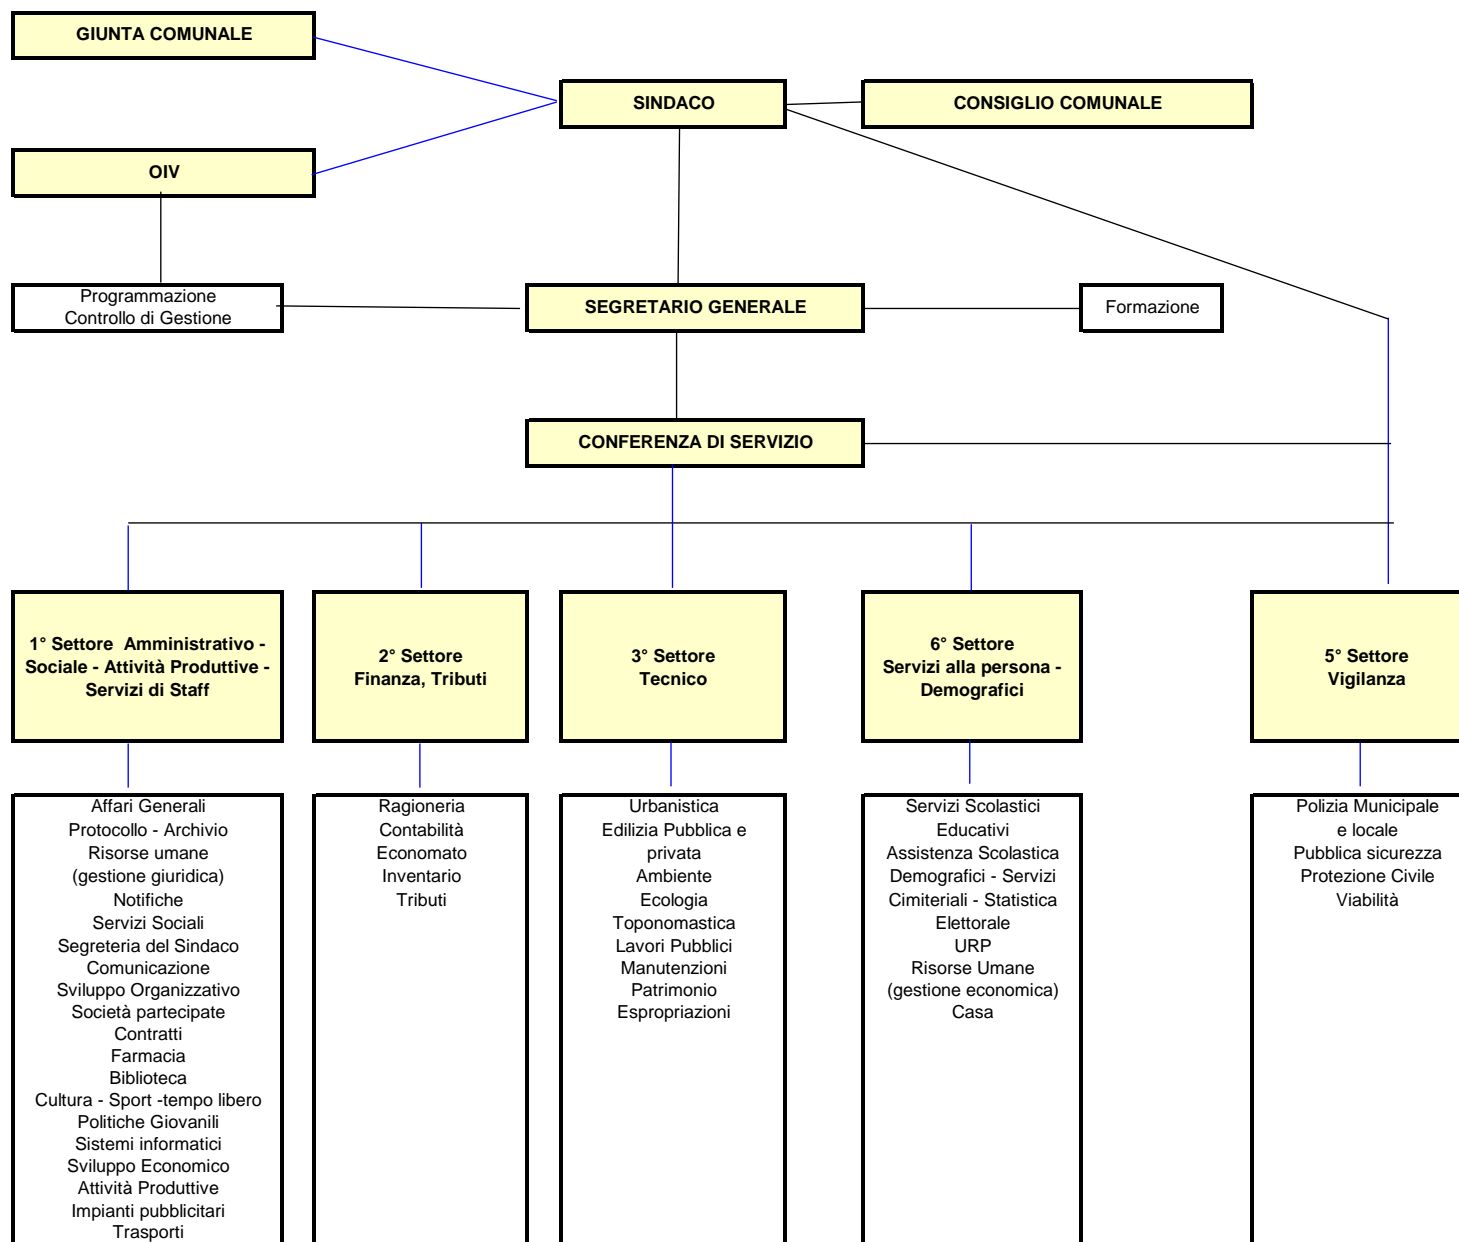 GIUNTA COMUNALE
SINDACO
CONSIGLIO COMUNALE
OIV
Programmazione
Controllo di Gestione
SEGRETARIO GENERALE
Formazione
CONFERENZA DI SERVIZIO
1° Settore  Amministrativo -
Sociale - Attività Produttive -
Servizi di Staff
2° Settore
Finanza, Tributi
3° Settore
Tecnico
6° Settore
Servizi alla persona -
Demografici
5° Settore
Vigilanza
Affari Generali
Protocollo - Archivio
Risorse umane
(gestione giuridica)
Notifiche
Servizi Sociali
Segreteria del Sindaco
Comunicazione
Sviluppo Organizzativo
Società partecipate
Contratti
Farmacia
Biblioteca
Cultura - Sport -tempo libero
Politiche Giovanili
Sistemi informatici
Sviluppo Economico
Attività Produttive
Impianti pubblicitari
Trasporti
Ragioneria
Contabilità
Economato
Inventario
Tributi
Urbanistica
Edilizia Pubblica e
privata
Ambiente
Ecologia
Toponomastica
Lavori Pubblici
Manutenzioni
Patrimonio
Espropriazioni
Servizi Scolastici
Educativi
Assistenza Scolastica
Demografici - Servizi
Cimiteriali - Statistica
Elettorale
URP
Risorse Umane
(gestione economica)
Casa
Polizia Municipale
e locale
Pubblica sicurezza
Protezione Civile
Viabilità